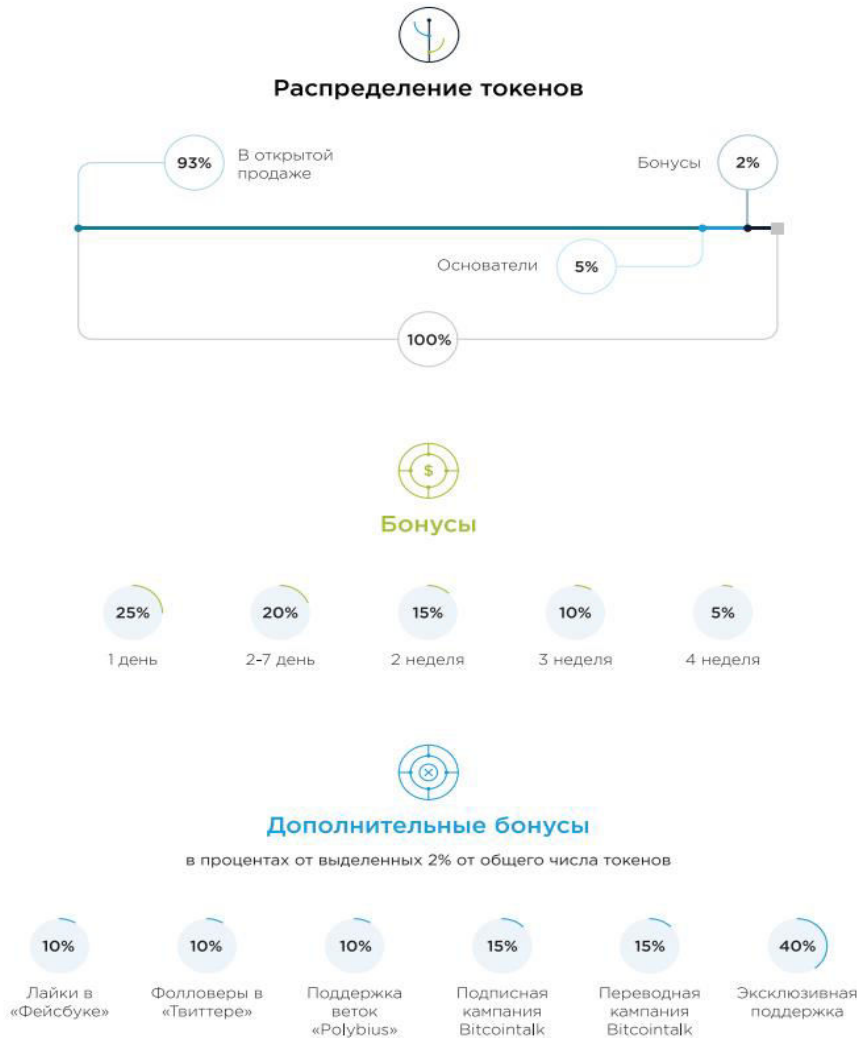 Распределение токенов
93%
В открытой
продаже
Бонусы
2%
Основатели
5%
100%
$
Бонусы
25%
20%
15%
10%
5%
1 день
2-7 день
2 неделя
3 неделя
4 неделя
Дополнительные бонусы
в процентах от выделенных 2% от общего числа токенов
10%
10%
10%
15%
15%
40%
Лайки в
«Фейсбуке»
Фолловеры в
«Твиттере»
Поддержка
веток
«Polybius»
Подписная
кампания
Bitcointalk
Переводная
кампания
Bitcointalk
Эксклюзивная
поддержка